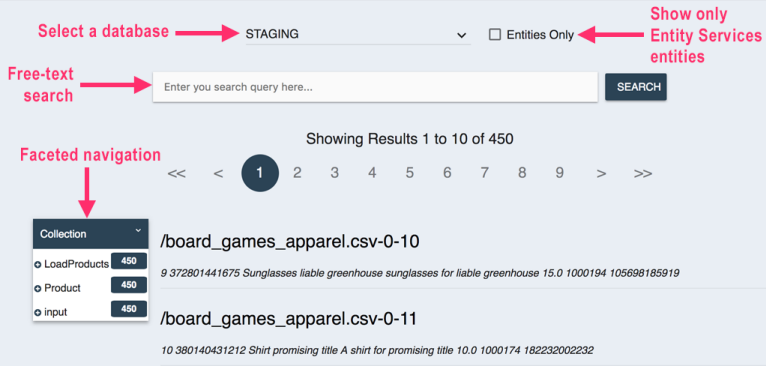 Select a database
STAGING
Entities Only
Show only
Entity Services
entities
Free-text
search
Enter you search query here...
SEARCH
Showing Results 1 to 10 of 450
Faceted navigation
<< < 1 2 3 4 5 6 7 8 9 > >>
Collection
LoadProducts 450
Product 450
input 450
/board_games_apparel.csv-0-10
9 372801441675 Sunglasses liable greenhouse sunglasses for liable greenhouse 15.0 1000194 105698185919
/board_games_apparel.csv-0-11
10 380140431212 Shirt promising title A shirt for promising title 10.0 1000174 182232002232